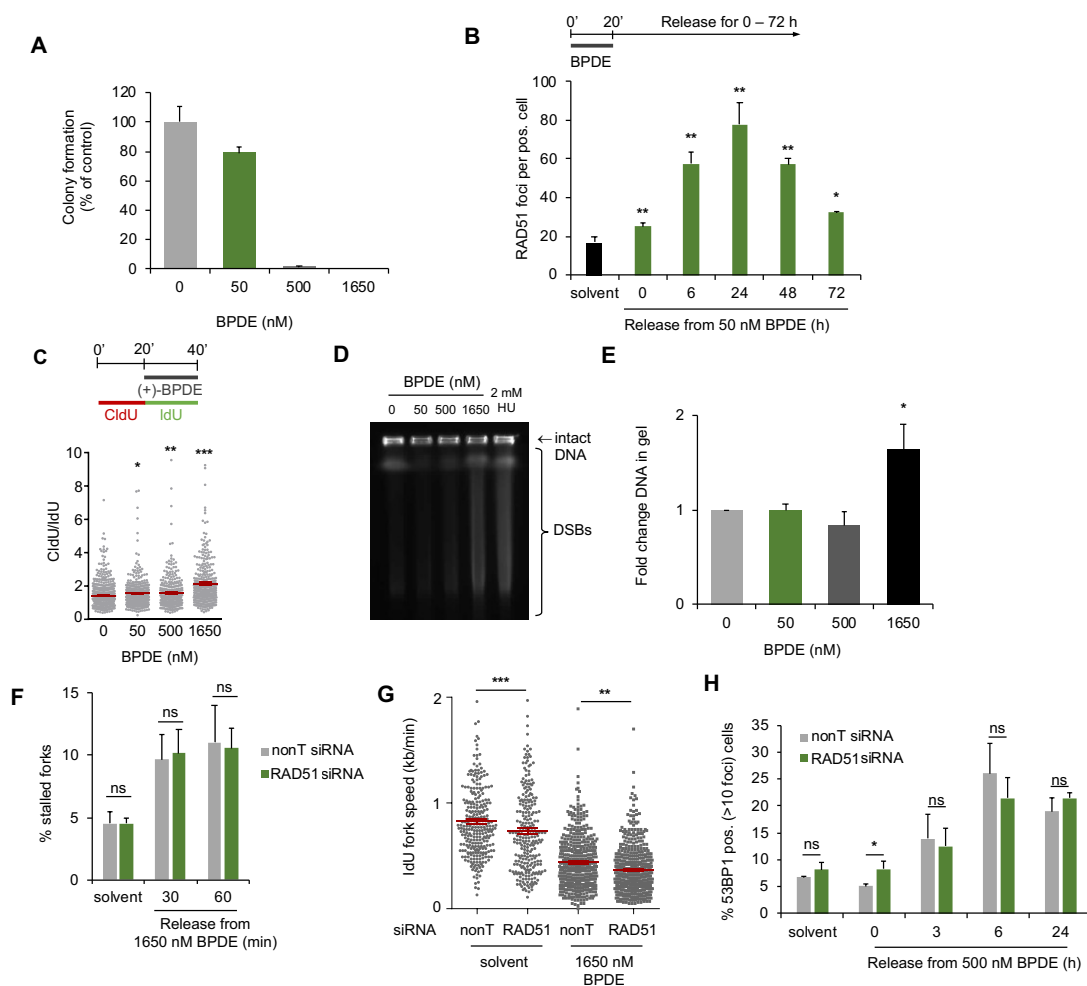 A
Colony formation
(% of control)
120
100
80
60
40
20
0
0 50 500 1650
BPDE (nM)
B
0' 20' Release for 0 – 72 h
BPDE
RAD51 foci per pos. cell
100
80
60
40
20
0
** ** ** ** *
solvent 0 6 24 48 72
Release from 50 nM BPDE (h)
C
0' 20' 40'
(+)-BPDE
CldU IdU
CldU/IdU
10
8
6
4
2
0
* ** ***
0 50 500 1650
BPDE (nM)
D
BPDE (nM)
0 50 500 1650
2 mM
HU
←intact
DNA
DSBs
E
Fold change DNA in gel
2
1
0
*
0 50 500 1650
BPDE (nM)
F
% stalled forks
15
10
5
0
ns ns ns
nonT siRNA
RAD51 siRNA
solvent 30 60
Release from
1650 nM BPDE (min)
G
IdU fork speed (kb/min)
2
1
0
*** **
siRNA nonT RAD51 nonT RAD51
solvent 1650 nM
BPDE
H
% 53BP1 pos. (>10 foci) cells
35
30
25
20
15
10
5
0
nonT siRNA
RAD51 siRNA
ns * ns ns ns
solvent 0 3 6 24
Release from 500 nM BPDE (h)